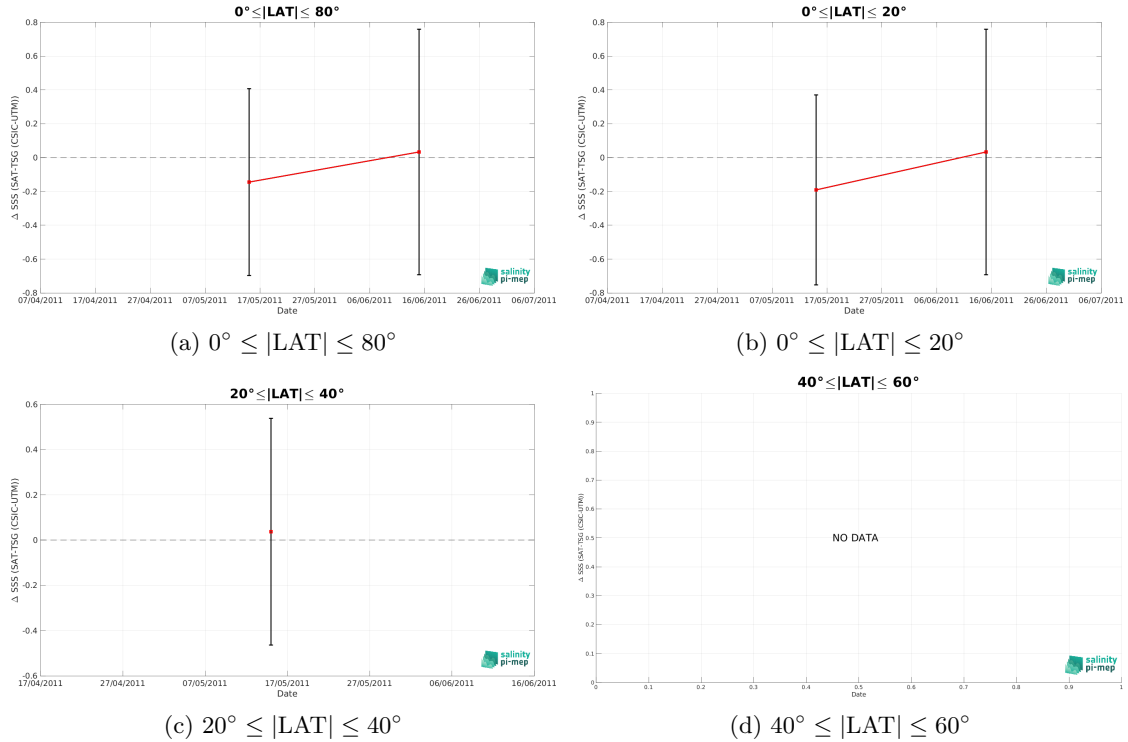 0°≤|LAT|≤ 80°
0.8
0.6
0.4
0.2
0
-0.2
-0.4
-0.6
-0.8
Δ SSS (SAT-TSG (CSIC-UTM))
07/04/2011 17/04/2011 27/04/2011 07/05/2011 17/05/2011 27/05/2011 06/06/2011 16/06/2011 26/06/2011 06/07/2011
Date
salinity
pi-mep
(a) 0° ≤ |LAT| ≤ 80°
0°≤|LAT|≤ 20°
0.8
0.6
0.4
0.2
0
-0.2
-0.4
-0.6
-0.8
Δ SSS (SAT-TSG (CSIC-UTM))
07/04/2011 17/04/2011 27/04/2011 07/05/2011 17/05/2011 27/05/2011 06/06/2011 16/06/2011 26/06/2011 06/07/2011
Date
salinity
pi-mep
(b) 0° ≤ |LAT| ≤ 20°
20°≤|LAT|≤ 40°
0.6
0.4
0.2
0
-0.2
-0.4
-0.6
Δ SSS (SAT-TSG (CSIC-UTM))
17/04/2011 27/04/2011 07/05/2011 17/05/2011 27/05/2011 06/06/2011 16/06/2011
Date
salinity
pi-mep
(c) 20° ≤ |LAT| ≤ 40°
40°≤|LAT|≤ 60°
1
0.9
0.8
0.7
0.6
0.5
0.4
0.3
0.2
0.1
0
Δ SSS (SAT-TSG (CSIC-UTM))
NO DATA
0 0.1 0.2 0.3 0.4 0.5 0.6 0.7 0.8 0.9 1
Date
salinity
pi-mep
(d) 40° ≤ |LAT| ≤ 60°